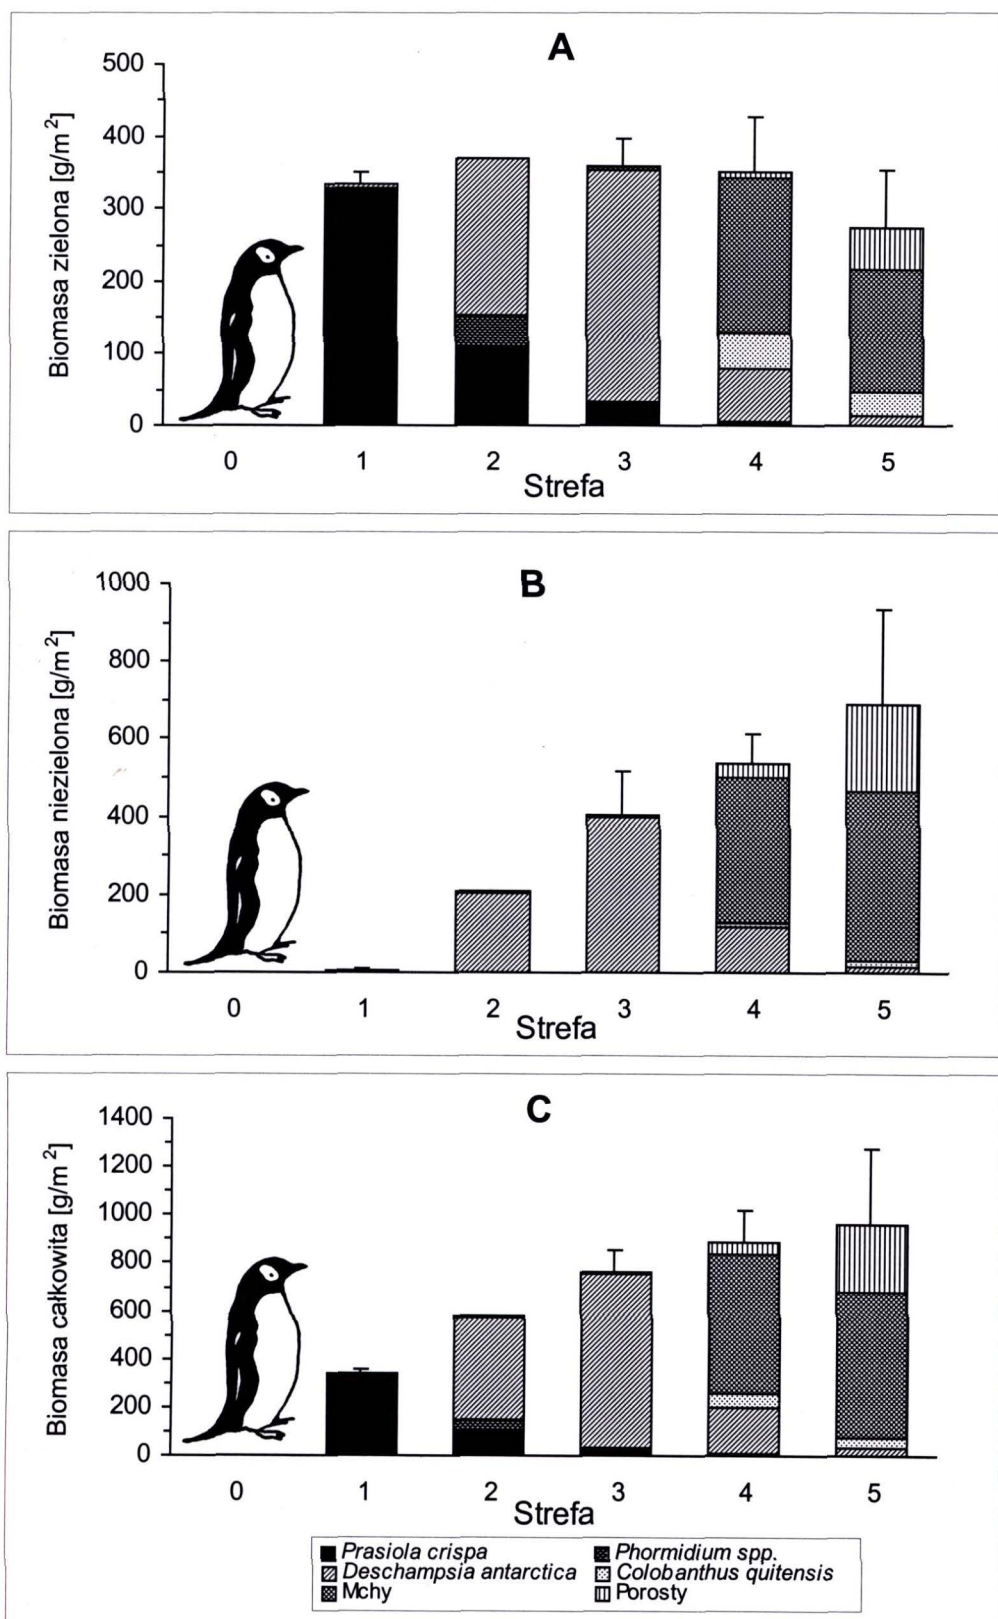 A
Biomasa zielona [g/m²]
500
400
300
200
100
0
0 1 2 3 4 5
Strefa
B
Biomasa niezielona [g/m²]
1000
800
600
400
200
0
0 1 2 3 4 5
Strefa
C
Biomasa całkowita [g/m²]
1400
1200
1000
800
600
400
200
0
0 1 2 3 4 5
Strefa
Prasiola crispa Phormidium spp.
Deschampsia antarctica Colobanthus quitensis
Mchy Porosty